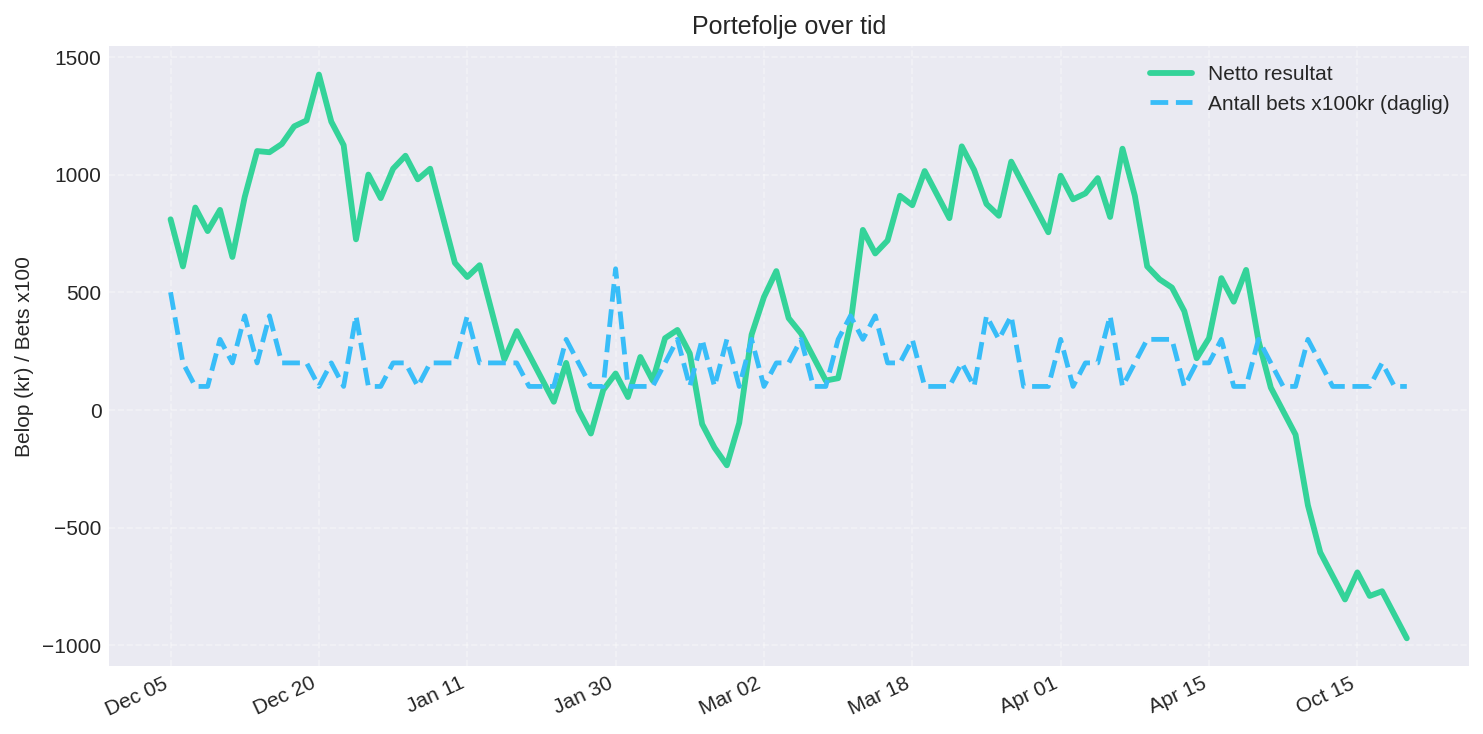 Portefolje over tid
Netto resultat
Antall bets x100kr (daglig)
Belop (kr) / Bets x100
1500
1000
500
0
−500
−1000
Dec 05
Dec 20
Jan 11
Jan 30
Mar 02
Mar 18
Apr 01
Apr 15
Oct 15